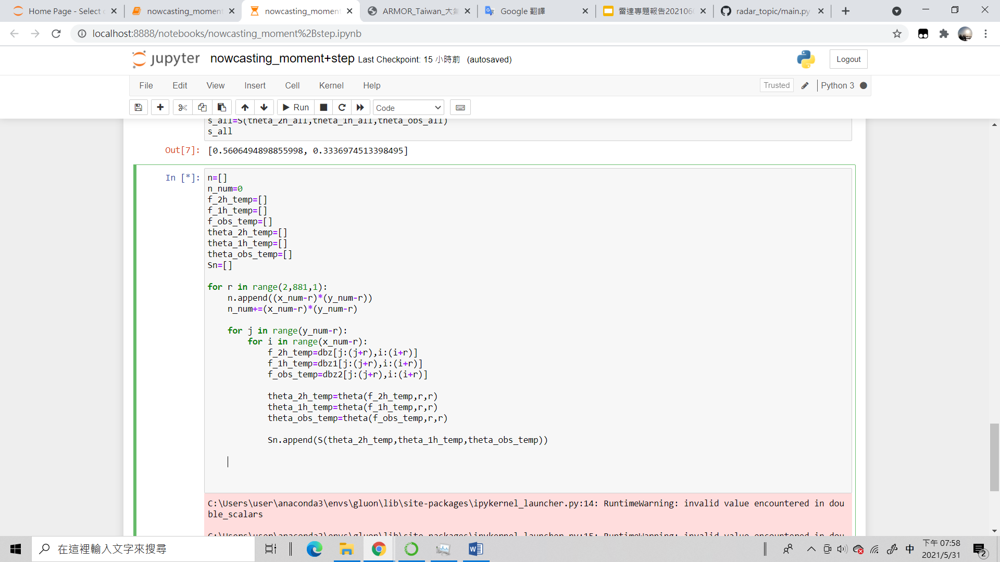 Home Page - Select
nowcasting_moment
nowcasting_moment
ARMOR_Taiwan_大氣
Google 翻譯
雷達專題報告202106
radar_topic/main.py
localhost:8888/notebooks/nowcasting_moment%2Bstep.ipynb
jupyter nowcasting_moment+step Last Checkpoint: 15 小時前 (autosaved)
Logout
File Edit View Insert Cell Kernel Help
Trusted Python 3
Run Code
s_all=S(theta_2h_all,theta_1h_all,theta_obs_all)
s_all
Out[7]: [0.5606494898855998, 0.3336974513398495]
In [*]: n=[]
n_num=0
f_2h_temp=[]
f_1h_temp=[]
f_obs_temp=[]
theta_2h_temp=[]
theta_1h_temp=[]
theta_obs_temp=[]
Sn=[]
for r in range(2,881,1):
n.append((x_num-r)*(y_num-r))
n_num+=(x_num-r)*(y_num-r)
for j in range(y_num-r):
for i in range(x_num-r):
f_2h_temp=dbz[j:(j+r),i:(i+r)]
f_1h_temp=dbz1[j:(j+r),i:(i+r)]
f_obs_temp=dbz2[j:(j+r),i:(i+r)]
theta_2h_temp=theta(f_2h_temp,r,r)
theta_1h_temp=theta(f_1h_temp,r,r)
theta_obs_temp=theta(f_obs_temp,r,r)
Sn.append(S(theta_2h_temp,theta_1h_temp,theta_obs_temp))
C:\Users\user\anaconda3\envs\gluon\lib\site-packages\ipykernel_launcher.py:14: RuntimeWarning: invalid value encountered in dou
ble_scalars
C:\Users\user\anaconda3\envs\gluon\lib\site-packages\ipykernel_launcher.py:15: RuntimeWarning: invalid value encountered in dou
在這裡輸入文字來搜尋
中
下午 07:58
2021/5/31
2